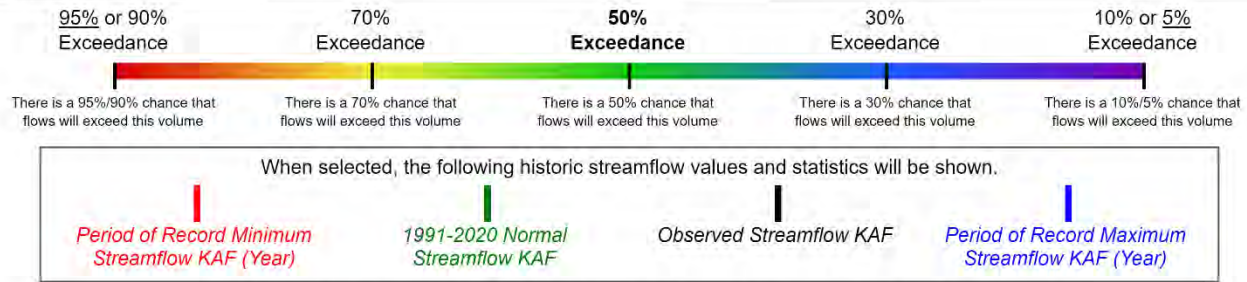 95% or 90%
Exceedance
70%
Exceedance
50%
Exceedance
30%
Exceedance
10% or 5%
Exceedance
There is a 95%/90% chance that
flows will exceed this volume
There is a 70% chance that
flows will exceed this volume
There is a 50% chance that
flows will exceed this volume
There is a 30% chance that
flows will exceed this volume
There is a 10%/5% chance that
flows will exceed this volume
When selected, the following historic streamflow values and statistics will be shown.
Period of Record Minimum
Streamflow KAF (Year)
1991-2020 Normal
Streamflow KAF
Observed Streamflow KAF
Period of Record Maximum
Streamflow KAF (Year)